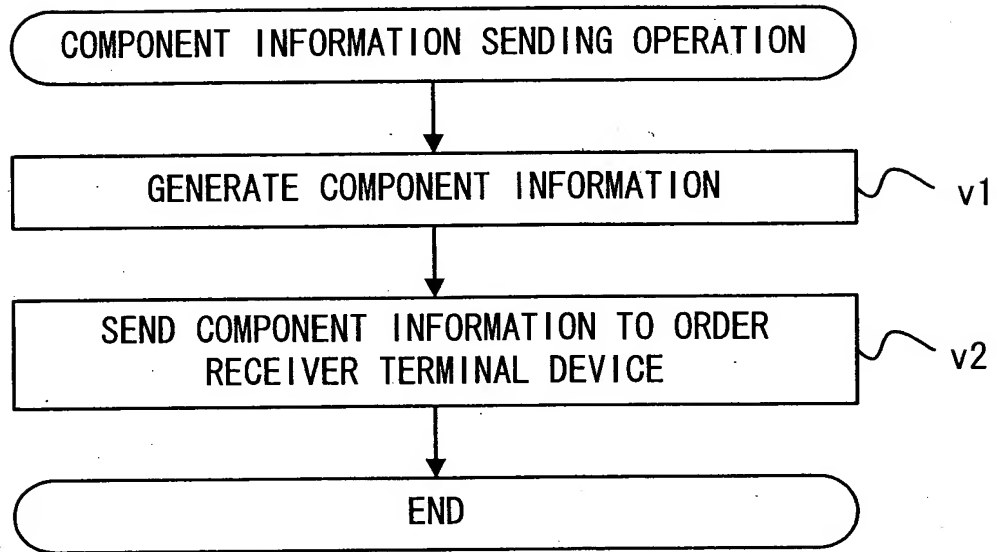 COMPONENT INFORMATION SENDING OPERATION
GENERATE COMPONENT INFORMATION
v1
SEND COMPONENT INFORMATION TO ORDER
RECEIVER TERMINAL DEVICE
v2
END